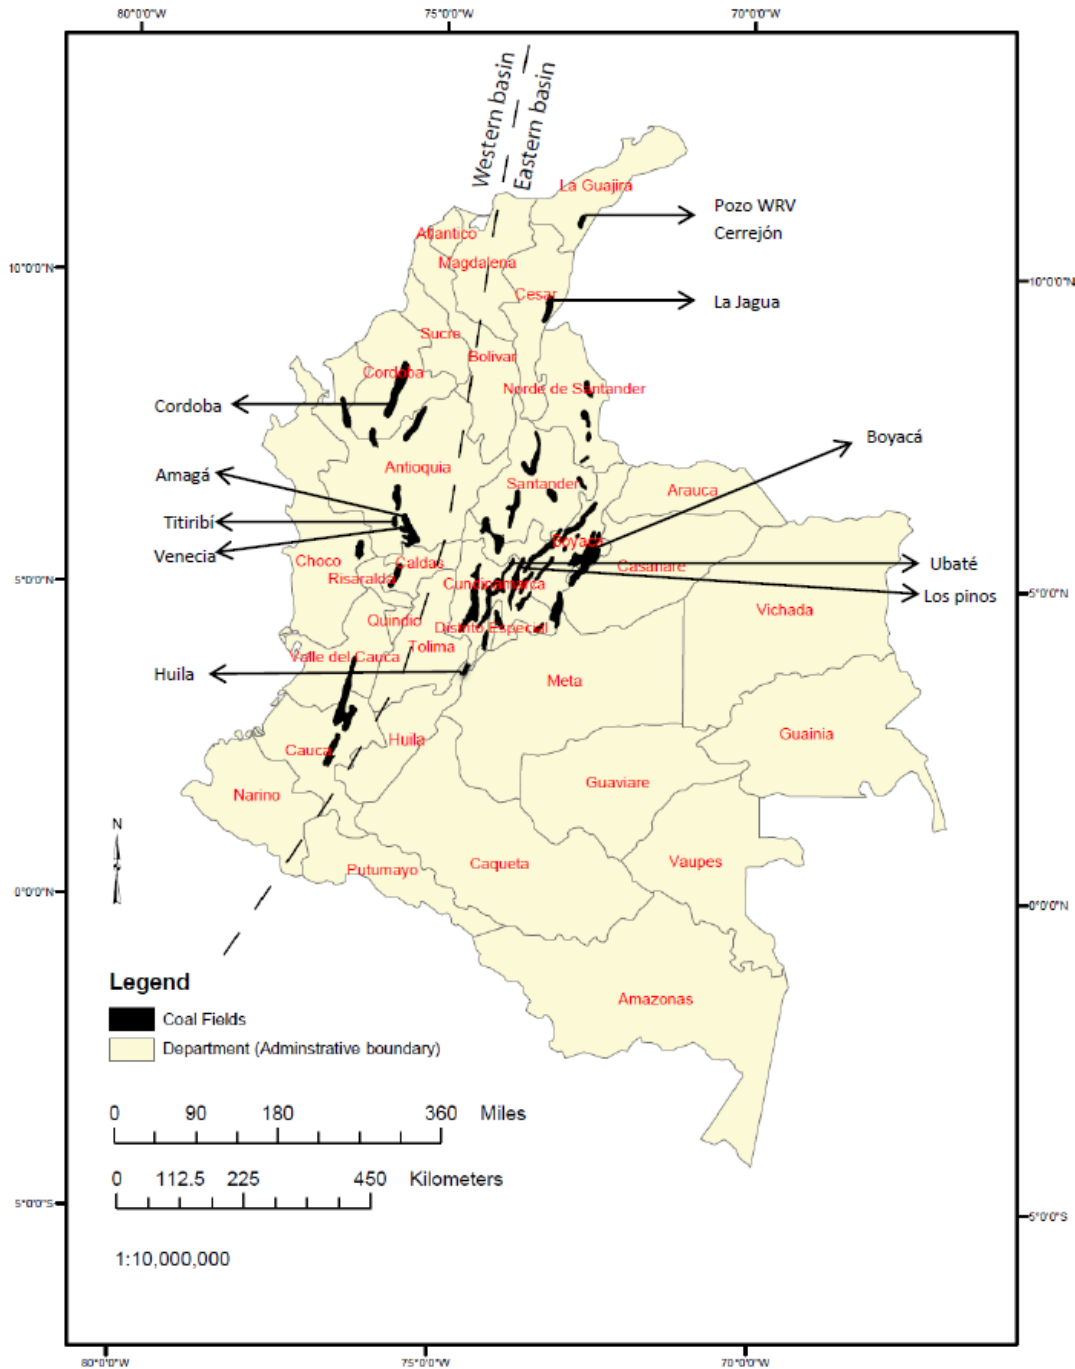 80°0'0"W 75°0'0"W 70°0'0"W
Western basin
Eastern basin
La Guajira
Pozo WRV
Cerrejón
Atlantico
Magdalena
10°0'0"N
10°0'0"N
Cesar
La Jagua
Sucre
Bolivar
Cordoba
Norde de Santander
Cordoba
Boyacá
Antioquia
Amagá
Santander
Arauca
Titiribí
Boyaca
Venecia
Choco
Caldas
Casanare
Ubaté
5°0'0"N
Risaralda
Cundinamarca
5°0'0"N
Los pinos
Vichada
Quindio
Distrito Especial
Tolima
Valle del Cauca
Huila
Meta
Guainia
Huila
Cauca
Guaviare
Narino
N
Caqueta
Vaupes
Putumayo
0°0'0"N
0°0'0"N
Legend
Amazonas
Coal Fields
Department (Adminstrative boundary)
0 90 180 360 Miles
0 112.5 225 450 Kilometers
5°0'0"S
5°0'0"S
1:10,000,000
80°0'0"W 75°0'0"W 70°0'0"W